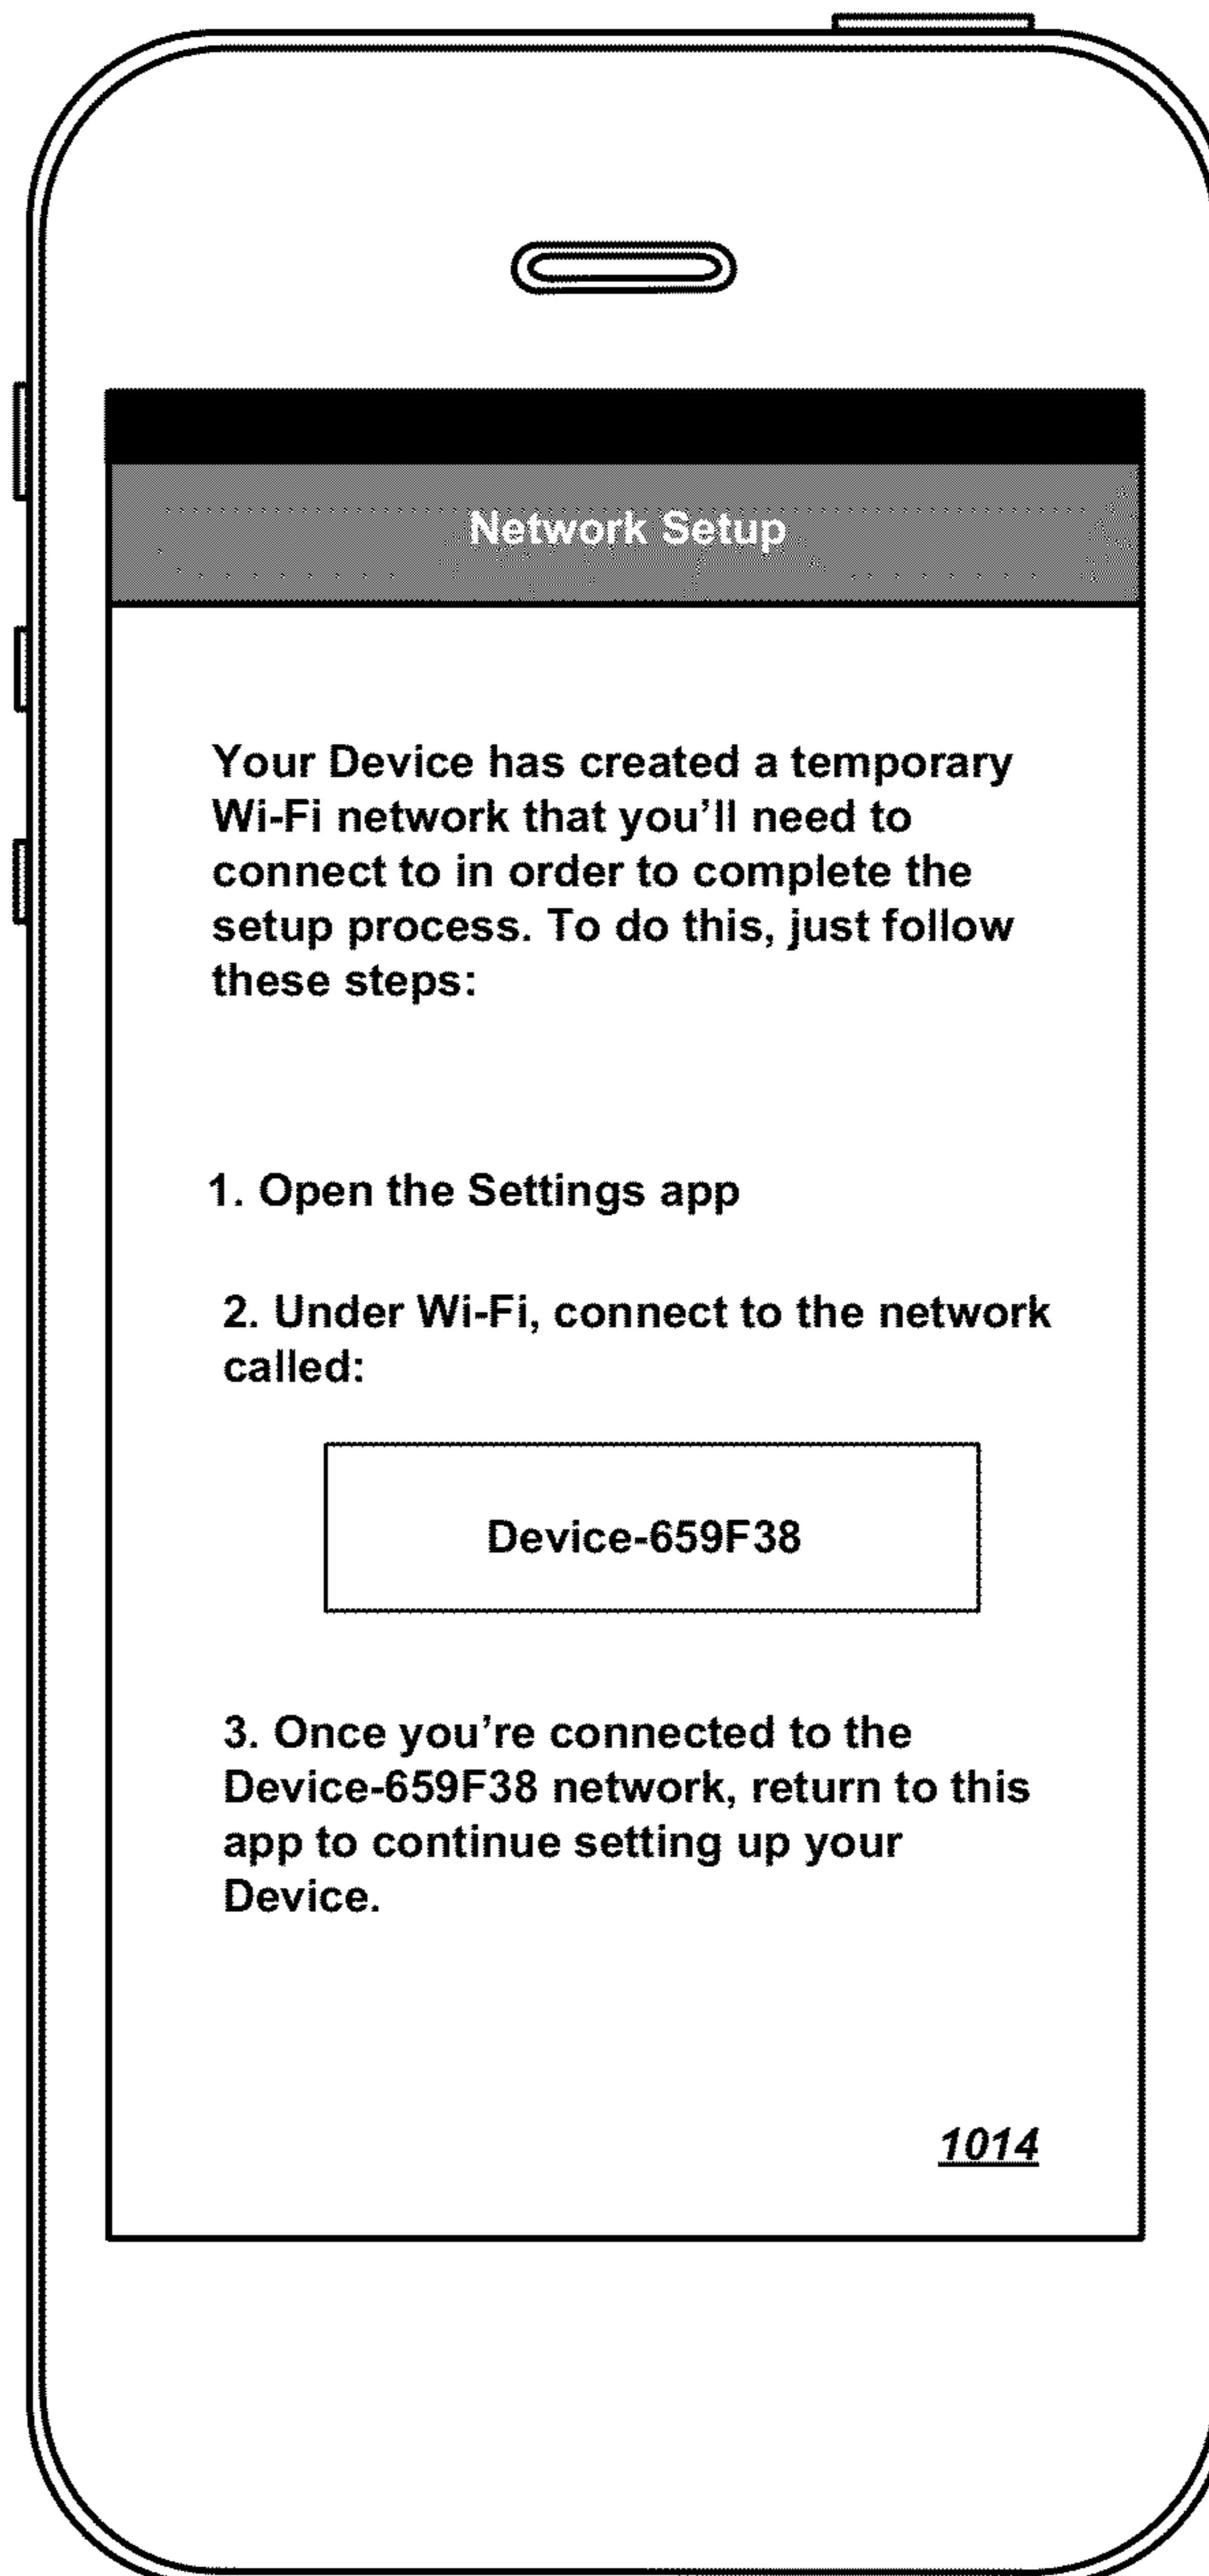 Network Setup
Your Device has created a temporary
Wi-Fi network that you'll need to
connect to in order to complete the
setup process. To do this, just follow
these steps:
1. Open the Settings app
2. Under Wi-Fi, connect to the network
called:
Device-659F38
3. Once you're connected to the
Device-659F38 network, return to this
app to continue setting up your
Device.
1014